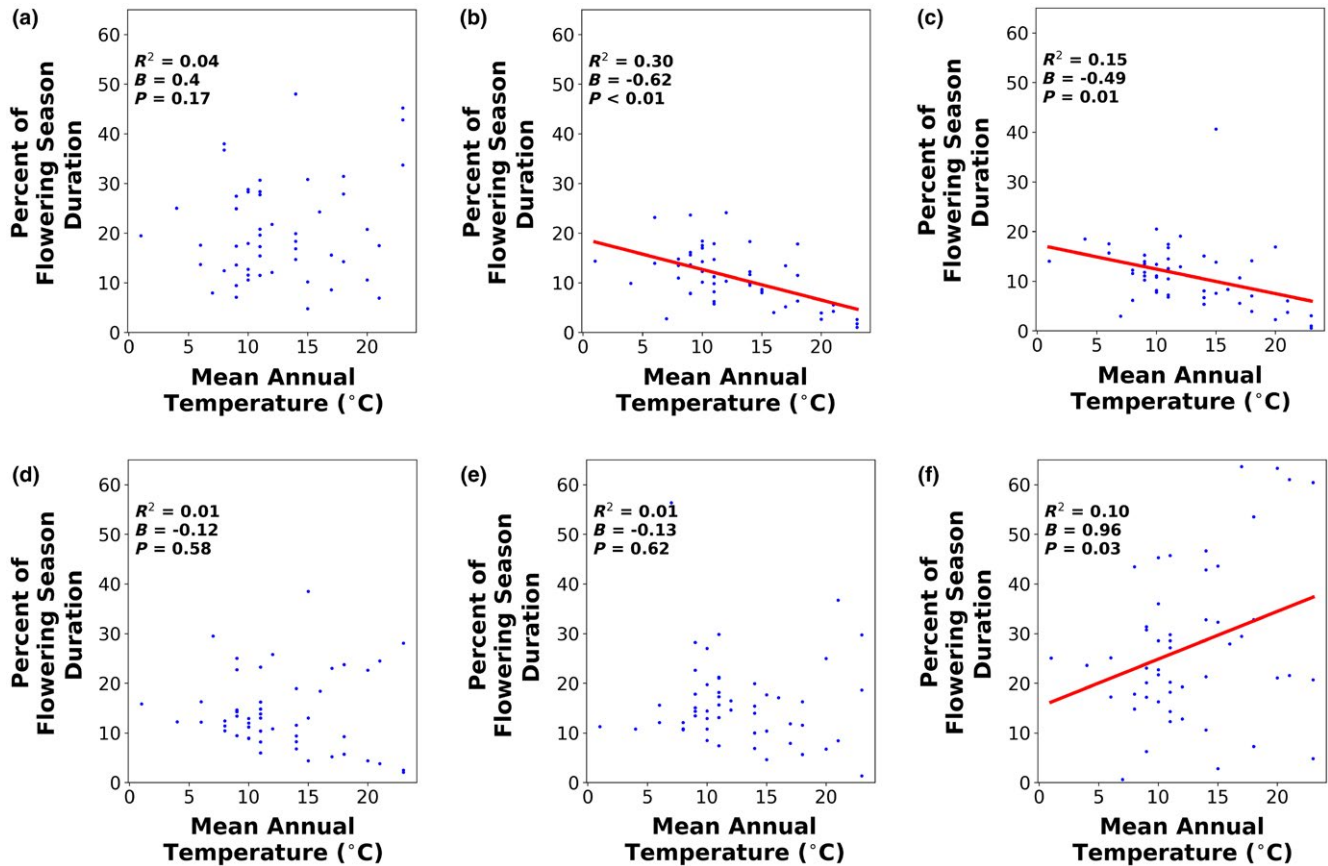 (a)
R² = 0.04
B = 0.4
P = 0.17
Percent of
Flowering Season
Duration
60
50
40
30
20
10
0
0 5 10 15 20
Mean Annual
Temperature (°C)
(b)
R² = 0.30
B = -0.62
P < 0.01
Percent of
Flowering Season
Duration
60
50
40
30
20
10
0
0 5 10 15 20
Mean Annual
Temperature (°C)
(c)
R² = 0.15
B = -0.49
P = 0.01
Percent of
Flowering Season
Duration
60
50
40
30
20
10
0
0 5 10 15 20
Mean Annual
Temperature (°C)
(d)
R² = 0.01
B = -0.12
P = 0.58
Percent of
Flowering Season
Duration
60
50
40
30
20
10
0
0 5 10 15 20
Mean Annual
Temperature (°C)
(e)
R² = 0.01
B = -0.13
P = 0.62
Percent of
Flowering Season
Duration
60
50
40
30
20
10
0
0 5 10 15 20
Mean Annual
Temperature (°C)
(f)
R² = 0.10
B = 0.96
P = 0.03
Percent of
Flowering Season
Duration
60
50
40
30
20
10
0
0 5 10 15 20
Mean Annual
Temperature (°C)